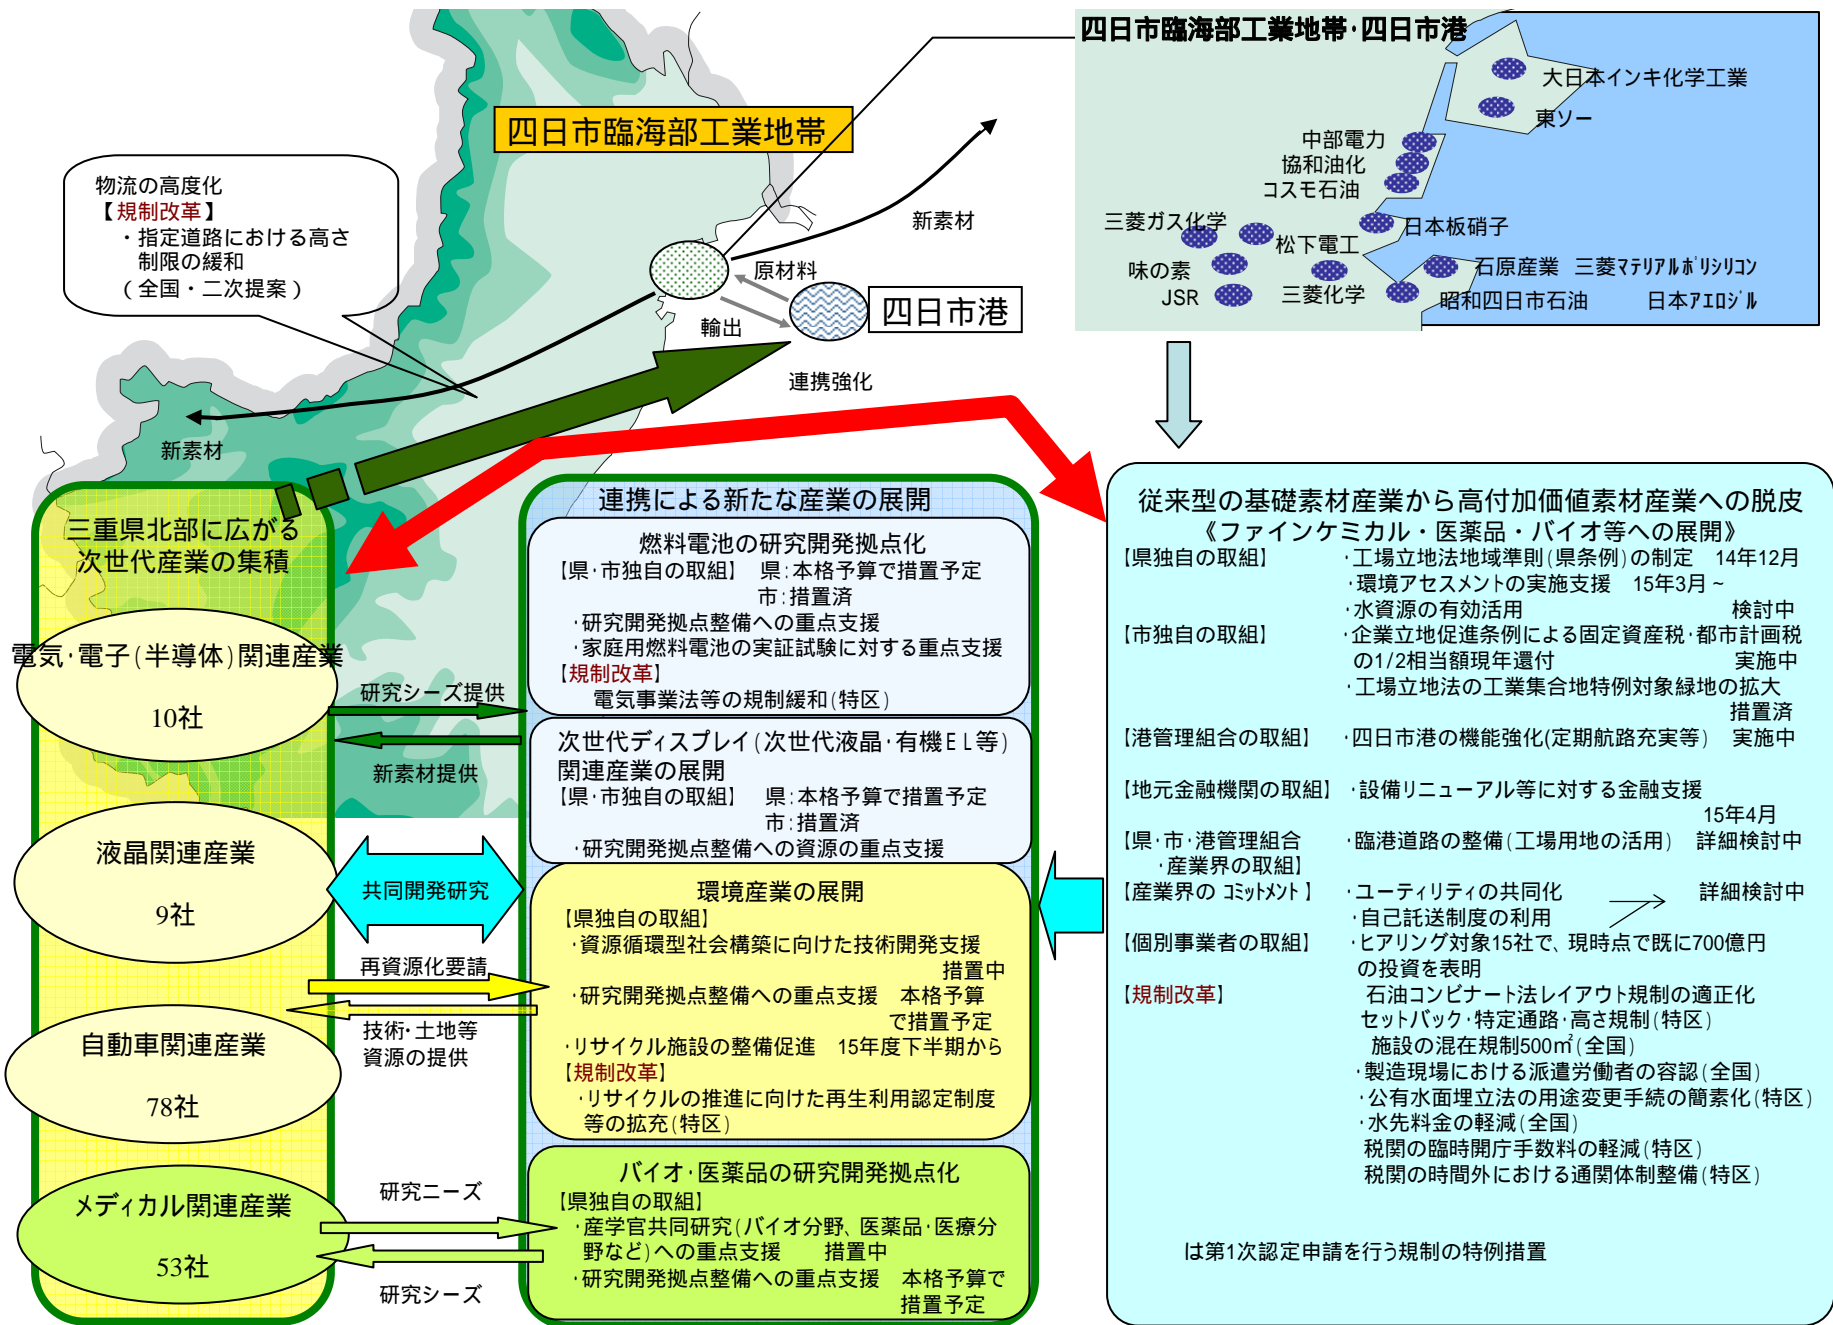 四日市臨海部工業地帯・四日市港
大日本インキ化学工業
東ソー
中部電力
協和油化
コスモ石油
三菱ガス化学
松下電工
日本板硝子
味の素
JSR
三菱化学
石原産業 三菱マテリアルポリシリコン
昭和四日市石油 日本アエロジル
四日市臨海部工業地帯
物流の高度化
【規制改革】
・指定道路における高さ
制限の緩和
(全国・二次提案)
新素材
原材料
四日市港
輸出
連携強化
新素材
三重県北部に広がる
次世代産業の集積
電気・電子(半導体)関連産業
10社
液晶関連産業
9社
自動車関連産業
78社
メディカル関連産業
53社
研究シーズ提供
新素材提供
共同開発研究
再資源化要請
技術・土地等
資源の提供
研究ニーズ
研究シーズ
連携による新たな産業の展開
燃料電池の研究開発拠点化
【県・市独自の取組】 県:本格予算で措置予定
市:措置済
・研究開発拠点整備への重点支援
・家庭用燃料電池の実証試験に対する重点支援
【規制改革】
電気事業法等の規制緩和(特区)
次世代ディスプレイ(次世代液晶・有機EL等)
関連産業の展開
【県・市独自の取組】 県:本格予算で措置予定
市:措置済
・研究開発拠点整備への資源の重点支援
環境産業の展開
【県独自の取組】
・資源循環型社会構築に向けた技術開発支援
措置中
・研究開発拠点整備への重点支援 本格予算
で措置予定
・リサイクル施設の整備促進 15年度下半期から
【規制改革】
・リサイクルの推進に向けた再生利用認定制度
等の拡充(特区)
バイオ・医薬品の研究開発拠点化
【県独自の取組】
・産学官共同研究(バイオ分野、医薬品・医療分
野など)への重点支援 措置中
・研究開発拠点整備への重点支援 本格予算で
措置予定
従来型の基礎素材産業から高付加価値素材産業への脱皮
《ファインケミカル・医薬品・バイオ等への展開》
【県独自の取組】 ・工場立地法地域準則(県条例)の制定 14年12月
・環境アセスメントの実施支援 15年3月~
・水資源の有効活用 検討中
【市独自の取組】 ・企業立地促進条例による固定資産税・都市計画税
の1/2相当額現年還付 実施中
・工場立地法の工業集合地特例対象緑地の拡大
措置済
【港管理組合の取組】 ・四日市港の機能強化(定期航路充実等) 実施中
【地元金融機関の取組】 ・設備リニューアル等に対する金融支援
15年4月
【県・市・港管理組合 ・臨港道路の整備(工場用地の活用) 詳細検討中
・産業界の取組】
【産業界の コミットメント】 ・ユーティリティの共同化 詳細検討中
・自己託送制度の利用
【個別事業者の取組】 ・ヒアリング対象15社で、現時点で既に700億円
の投資を表明
【規制改革】 石油コンビナート法レイアウト規制の適正化
セットバック・特定通路・高さ規制(特区)
施設の混在規制500㎡(全国)
・製造現場における派遣労働者の容認(全国)
・公有水面埋立法の用途変更手続の簡素化(特区)
・水先料金の軽減(全国)
税関の臨時開庁手数料の軽減(特区)
税関の時間外における通関体制整備(特区)
は第1次認定申請を行う規制の特例措置